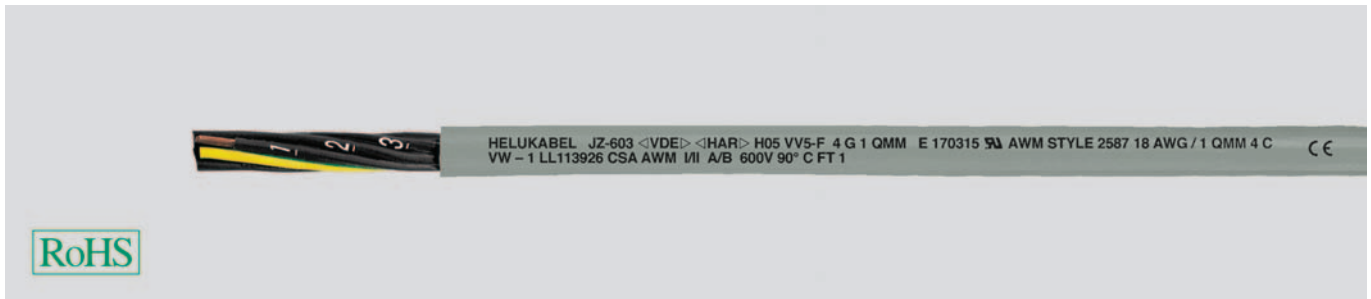 1 2 3
HELUKABEL JZ-603 ◁VDE▷ ◁HAR▷ H05 VV5-F 4 G 1 QMM E 170315 RU AWM STYLE 2587 18 AWG / 1 QMM 4 C
VW – 1 LL113926 CSA AWM I/II A/B 600V 90° C FT 1
CE
RoHS